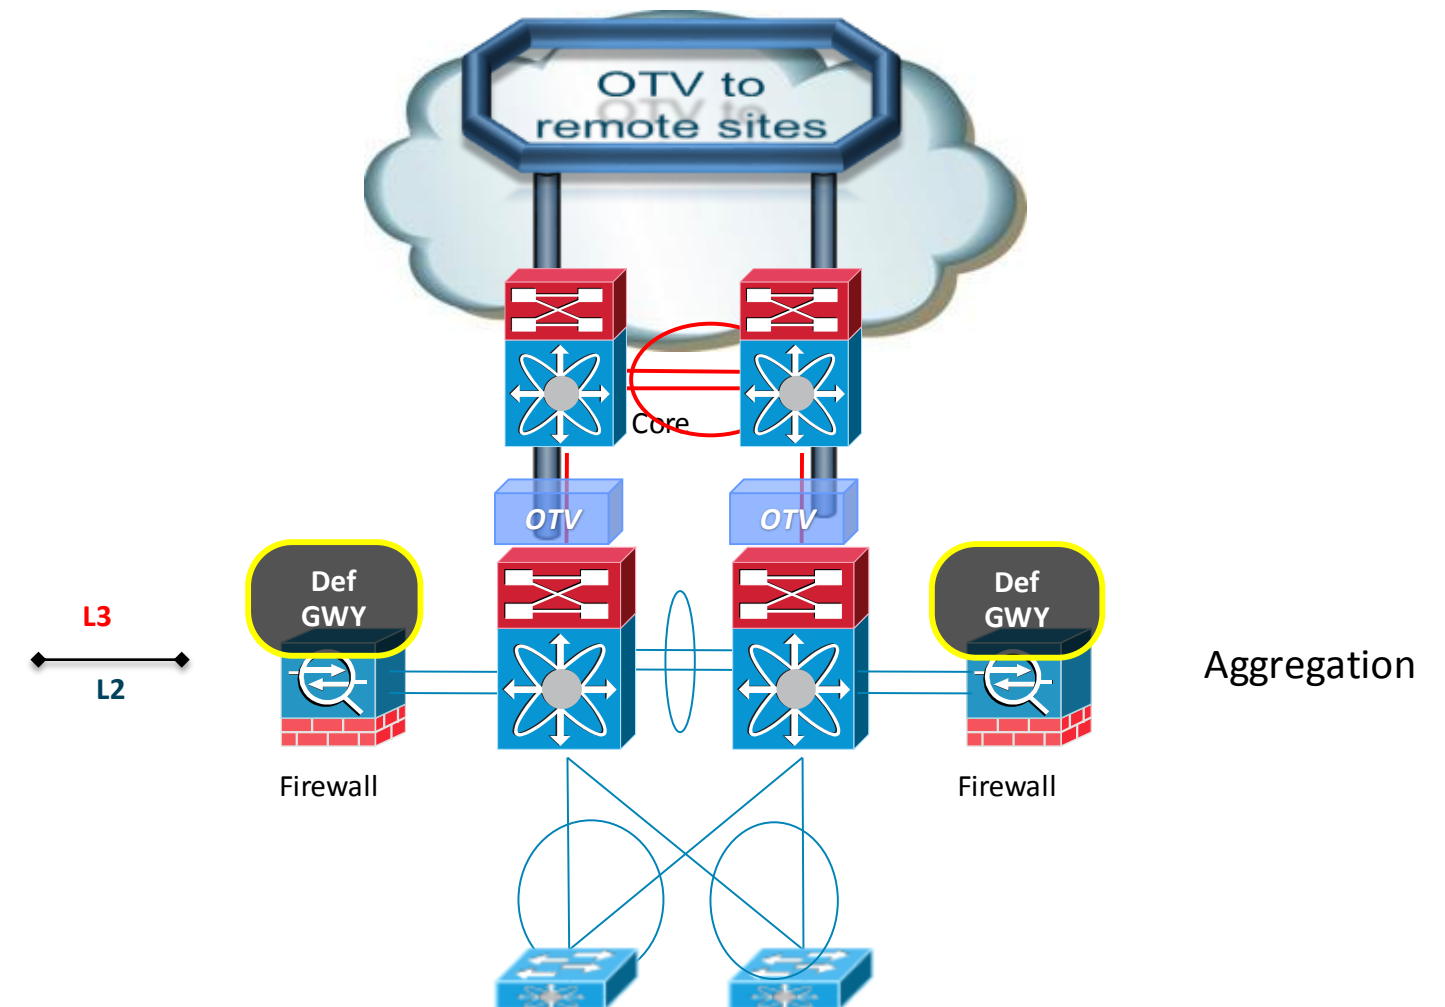 OTV to
remote sites
Core
OTV
OTV
Def
GWY
Def
GWY
L3
L2
Aggregation
Firewall
Firewall